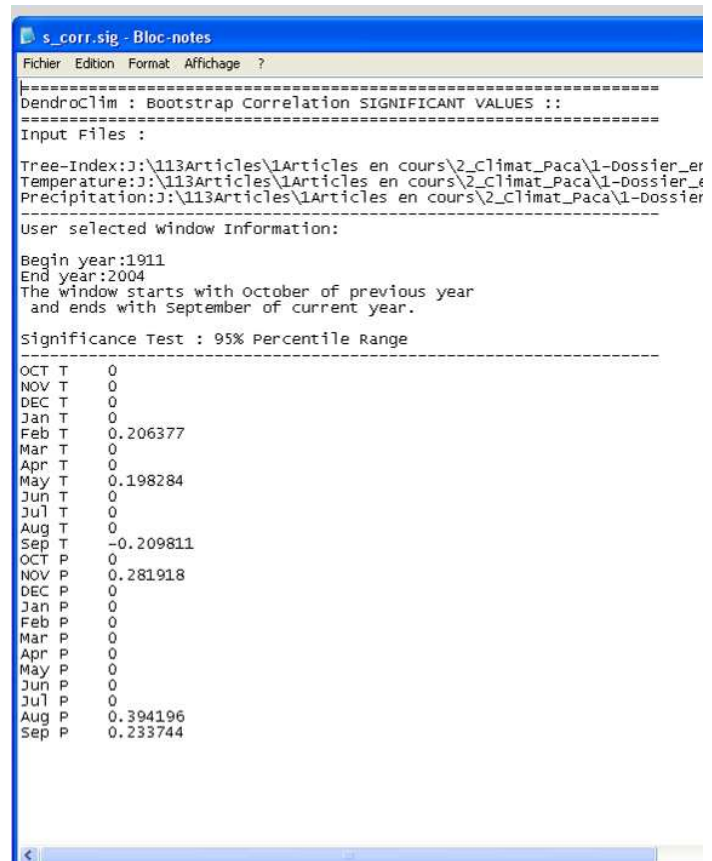 s_corr.sig - Bloc-notes
Fichier Edition Format Affichage ?
======================================================================
DendroClim : Bootstrap Correlation SIGNIFICANT VALUES ::
======================================================================
Input Files :
Tree-Index:J:\113Articles\1Articles en cours\2_Climat_Paca\1-Dossier_en
Temperature:J:\113Articles\1Articles en cours\2_Climat_Paca\1-Dossier_e
Precipitation:J:\113Articles\1Articles en cours\2_Climat_Paca\1-Dossier
----------------------------------------------------------------------
User selected Window Information:
Begin year:1911
End year:2004
The window starts with October of previous year
and ends with September of current year.
Significance Test : 95% Percentile Range
----------------------------------------------------------------------
OCT T 0
NOV T 0
DEC T 0
Jan T 0
Feb T 0.206377
Mar T 0
Apr T 0
May T 0.198284
Jun T 0
Jul T 0
Aug T 0
Sep T -0.209811
OCT P 0
NOV P 0.281918
DEC P 0
Jan P 0
Feb P 0
Mar P 0
Apr P 0
May P 0
Jun P 0
Jul P 0
Aug P 0.394196
Sep P 0.233744